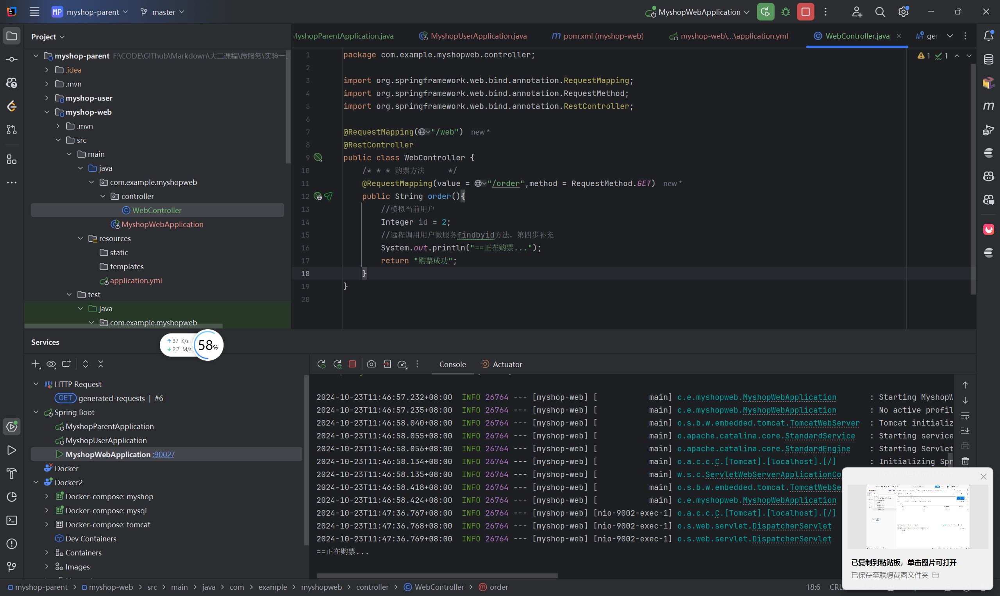 MP myshop-parent master MyshopWebApplication
Project
myshop-parent F:\CODE\GITHub\Markdown\大三课程\微服务\实验一
.idea
.mvn
myshop-user
myshop-web
.mvn
src
main
java
com.example.myshopweb
controller
WebController
MyshopWebApplication
resources
static
templates
application.yml
test
java
com.example.myshopweb
MyshopParentApplication.java MyshopUserApplication.java pom.xml (myshop-web) myshop-web\...\application.yml WebController.java
1 1
1 package com.example.myshopweb.controller;
2
3 import org.springframework.web.bind.annotation.RequestMapping;
4 import org.springframework.web.bind.annotation.RequestMethod;
5 import org.springframework.web.bind.annotation.RestController;
6
7 @RequestMapping("/web") new *
8 @RestController
9 public class WebController {
10 /* * * 购票方法 */
11 @RequestMapping(value = "/order",method = RequestMethod.GET) new *
12 public String order(){
13 //模拟当前用户
14 Integer id = 2;
15 //远程调用用户微服务findbyid方法，第四步补充
16 System.out.println("==正在购票...");
17 return "购票成功";
18 }
19 }
20
Services
37 K/s
2.7 M/s
58%
HTTP Request
GET generated-requests | #6
Spring Boot
MyshopParentApplication
MyshopUserApplication
MyshopWebApplication :9002/
Docker
Docker2
Docker-compose: myshop
Docker-compose: mysql
Docker-compose: tomcat
Dev Containers
Containers
Images
Console Actuator
2024-10-23T11:46:57.232+08:00 INFO 26764 --- [myshop-web] [ main] c.e.myshopweb.MyshopWebApplication : Starting MyshopW
2024-10-23T11:46:57.235+08:00 INFO 26764 --- [myshop-web] [ main] c.e.myshopweb.MyshopWebApplication : No active profil
2024-10-23T11:46:58.040+08:00 INFO 26764 --- [myshop-web] [ main] o.s.b.w.embedded.tomcat.TomcatWebServer : Tomcat initializ
2024-10-23T11:46:58.055+08:00 INFO 26764 --- [myshop-web] [ main] o.apache.catalina.core.StandardService : Starting service
2024-10-23T11:46:58.056+08:00 INFO 26764 --- [myshop-web] [ main] o.apache.catalina.core.StandardEngine : Starting Servlet
2024-10-23T11:46:58.134+08:00 INFO 26764 --- [myshop-web] [ main] o.a.c.c.C.[Tomcat].[localhost].[/] : Initializing Spr
2024-10-23T11:46:58.135+08:00 INFO 26764 --- [myshop-web] [ main] w.s.c.ServletWebServerApplicationCo
2024-10-23T11:46:58.418+08:00 INFO 26764 --- [myshop-web] [ main] o.s.b.w.embedded.tomcat.TomcatWebSe
2024-10-23T11:46:58.424+08:00 INFO 26764 --- [myshop-web] [ main] c.e.myshopweb.MyshopWebApplication
2024-10-23T11:47:36.767+08:00 INFO 26764 --- [myshop-web] [nio-9002-exec-1] o.a.c.c.C.[Tomcat].[localhost].[/]
2024-10-23T11:47:36.768+08:00 INFO 26764 --- [myshop-web] [nio-9002-exec-1] o.s.web.servlet.DispatcherServlet
2024-10-23T11:47:36.769+08:00 INFO 26764 --- [myshop-web] [nio-9002-exec-1] o.s.web.servlet.DispatcherServlet
==正在购票...
已复制到粘贴板，单击图片可打开
已保存至联想截图文件夹
myshop-parent > myshop-web > src > main > java > com > example > myshopweb > controller > WebController > order 18:6